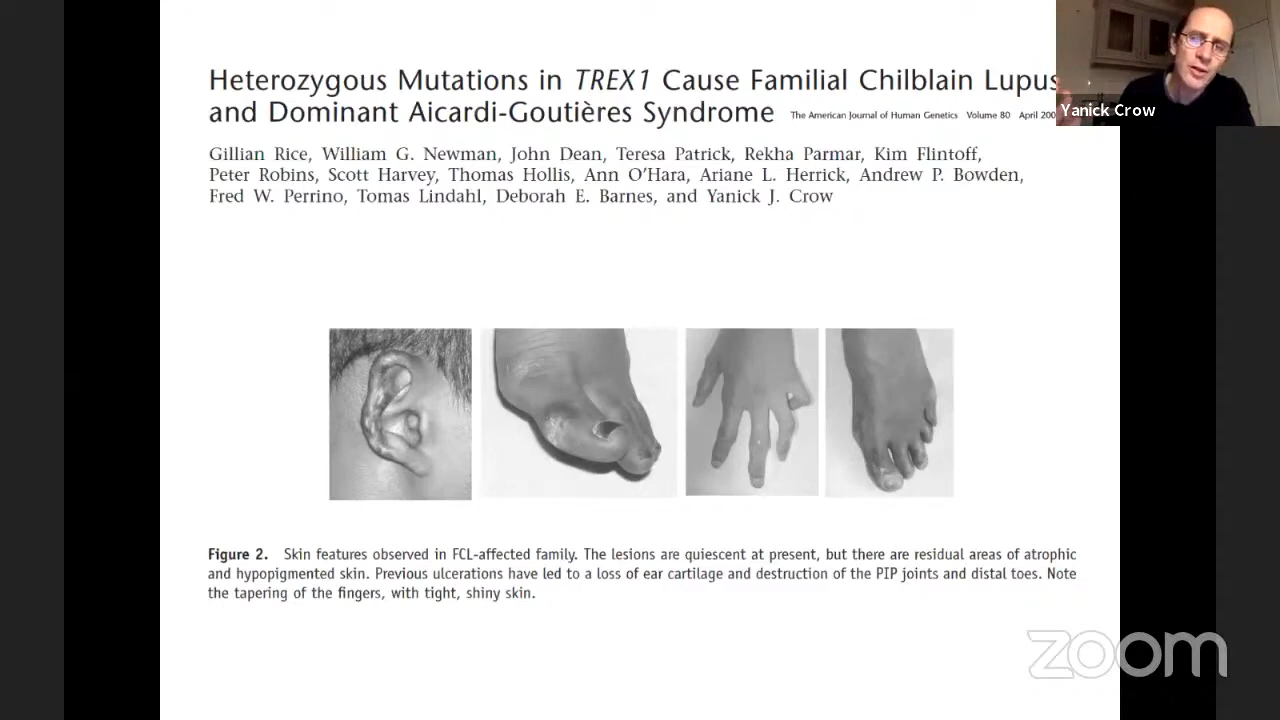 Heterozygous Mutations in TREX1 Cause Familial Chilblain Lupus
and Dominant Aicardi-Goutières Syndrome The American Journal of Human Genetics Volume 80 April
Gillian Rice, William G. Newman, John Dean, Teresa Patrick, Rekha Parmar, Kim Flintoff,
Peter Robins, Scott Harvey, Thomas Hollis, Ann O'Hara, Ariane L. Herrick, Andrew P. Bowden,
Fred W. Perrino, Tomas Lindahl, Deborah E. Barnes, and Yanick J. Crow
Yanick Crow
Figure 2. Skin features observed in FCL-affected family. The lesions are quiescent at present, but there are residual areas of atrophic
and hypopigmented skin. Previous ulcerations have led to a loss of ear cartilage and destruction of the PIP joints and distal toes. Note
the tapering of the fingers, with tight, shiny skin.
zoom